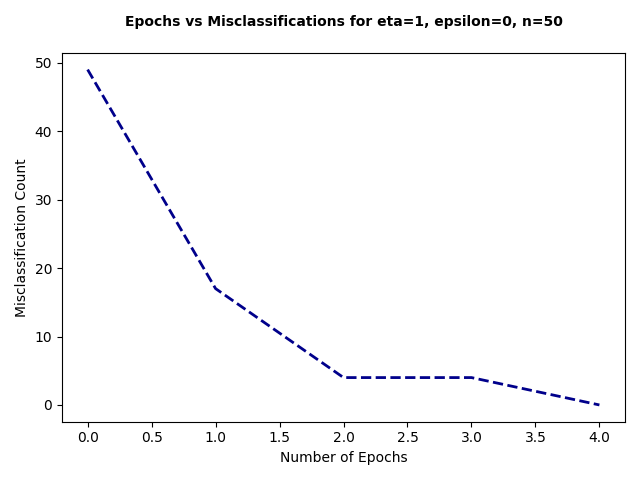 Epochs vs Misclassifications for eta=1, epsilon=0, n=50
50
40
30
20
10
0
Misclassification Count
0.0 0.5 1.0 1.5 2.0 2.5 3.0 3.5 4.0
Number of Epochs